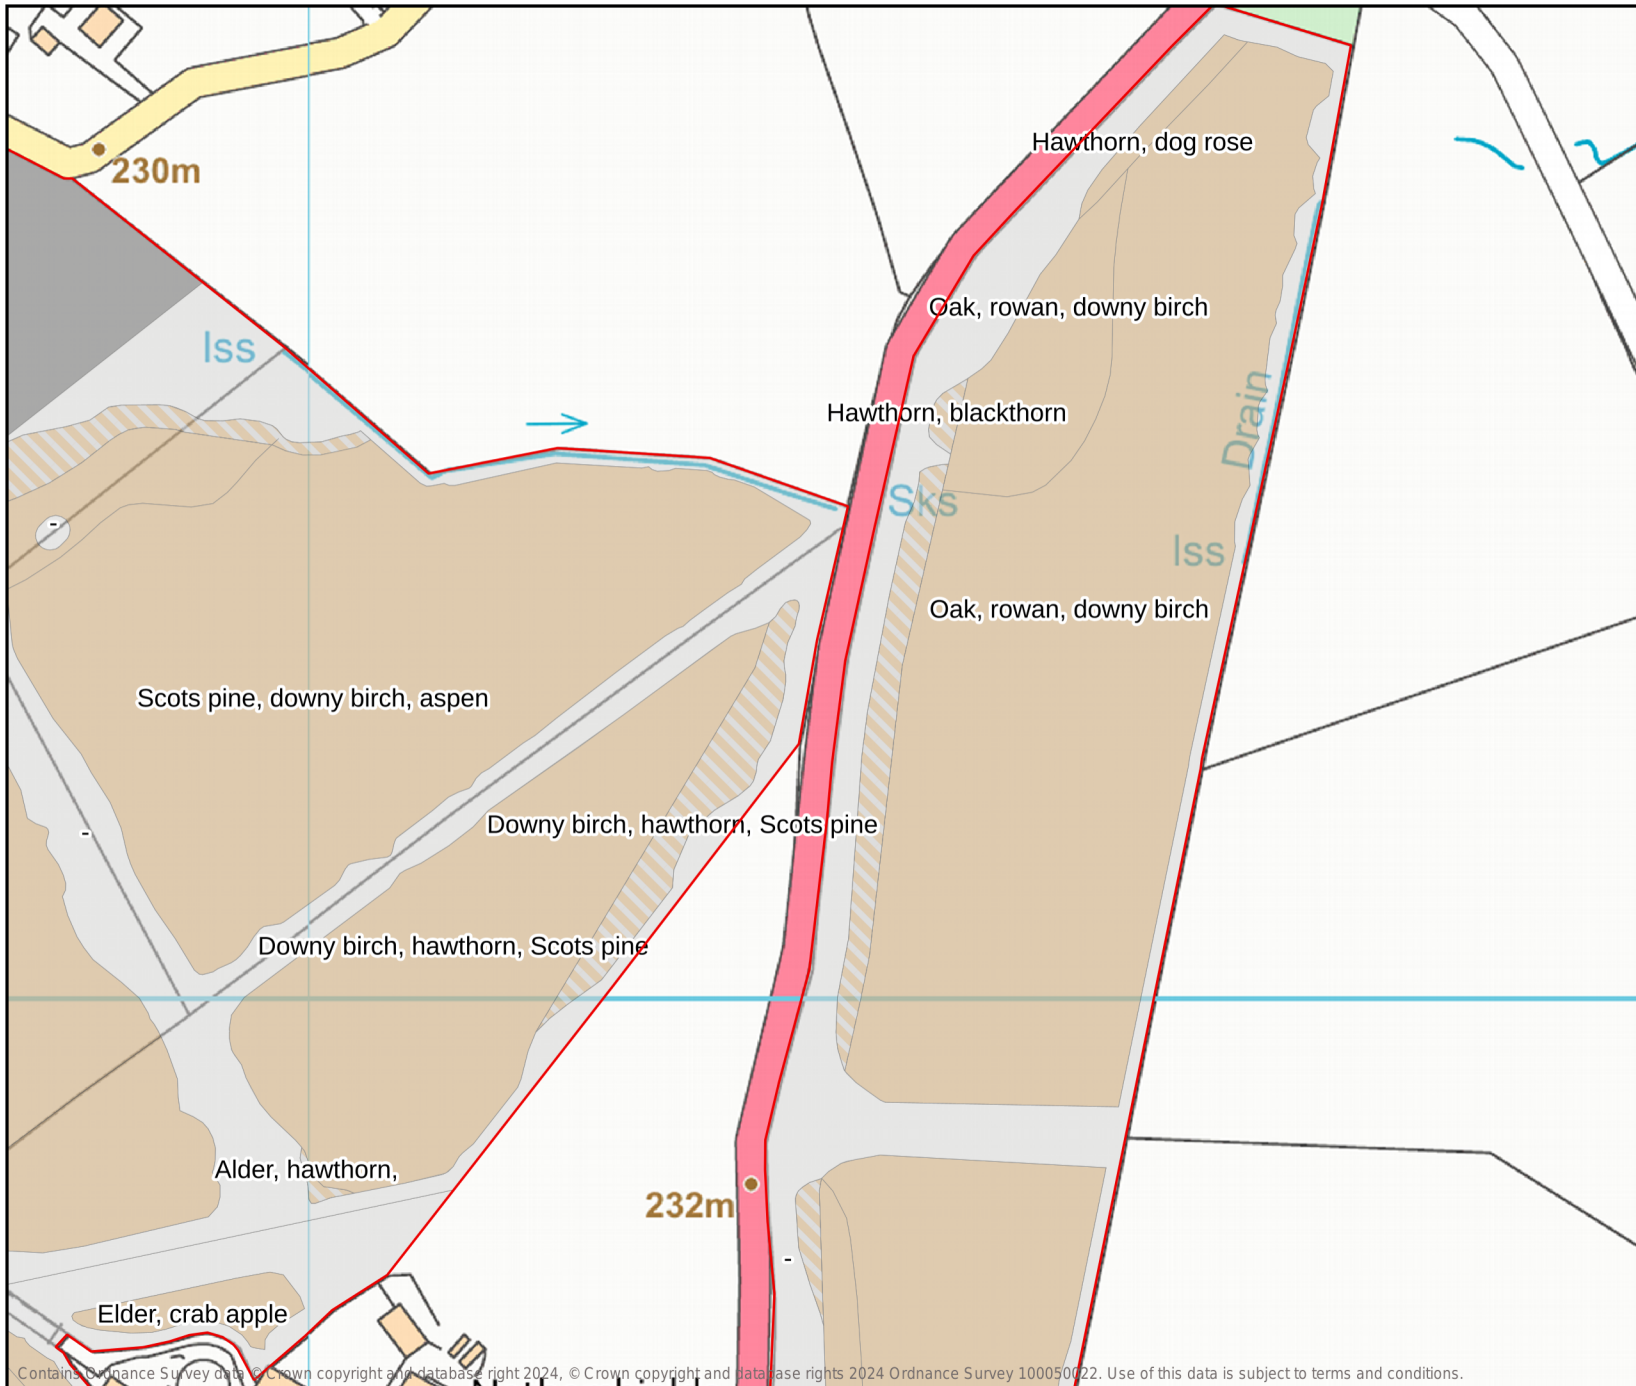 Hawthorn, dog rose
230m
Oak, rowan, downy birch
Iss
Hawthorn, blackthorn
Drain
Sks
-
Iss
Oak, rowan, downy birch
Scots pine, downy birch, aspen
Downy birch, hawthorn, Scots pine
-
Downy birch, hawthorn, Scots pine
Alder, hawthorn,
232m
-
Elder, crab apple
Contains Ordnance Survey data © Crown copyright and database right 2024, © Crown copyright and database rights 2024 Ordnance Survey 100050022. Use of this data is subject to terms and conditions.